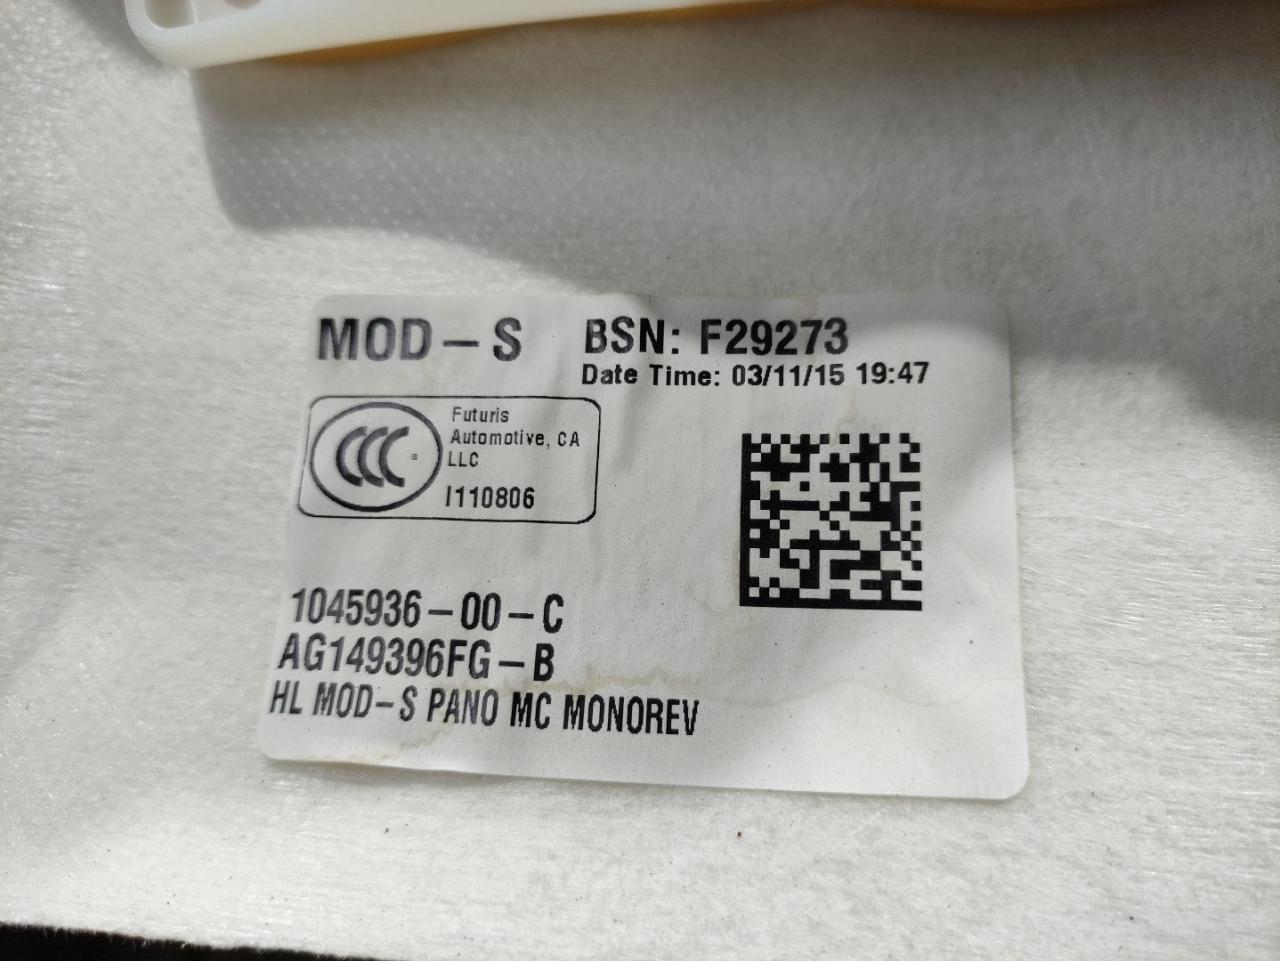 MOD-S BSN: F29273
Date Time: 03/11/15 19:47
CCC
Futuris
Automotive, CA
LLC
I110806
1045936-00-C
AG149396FG-B
HL MOD-S PANO MC MONOREV